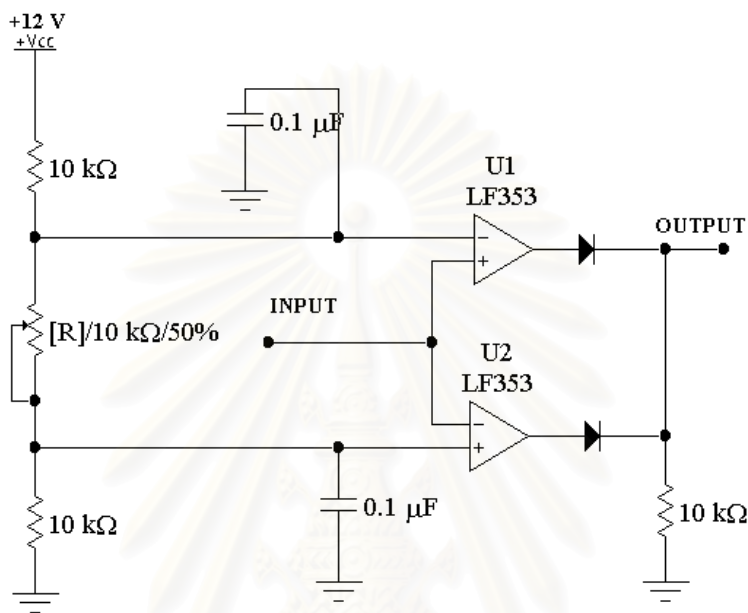 +12 V
+Vcc
0.1 µF
10 kΩ
U1
LF353
−
+
OUTPUT
INPUT
[R]/10 kΩ/50%
U2
LF353
−
+
0.1 µF
10 kΩ
10 kΩ